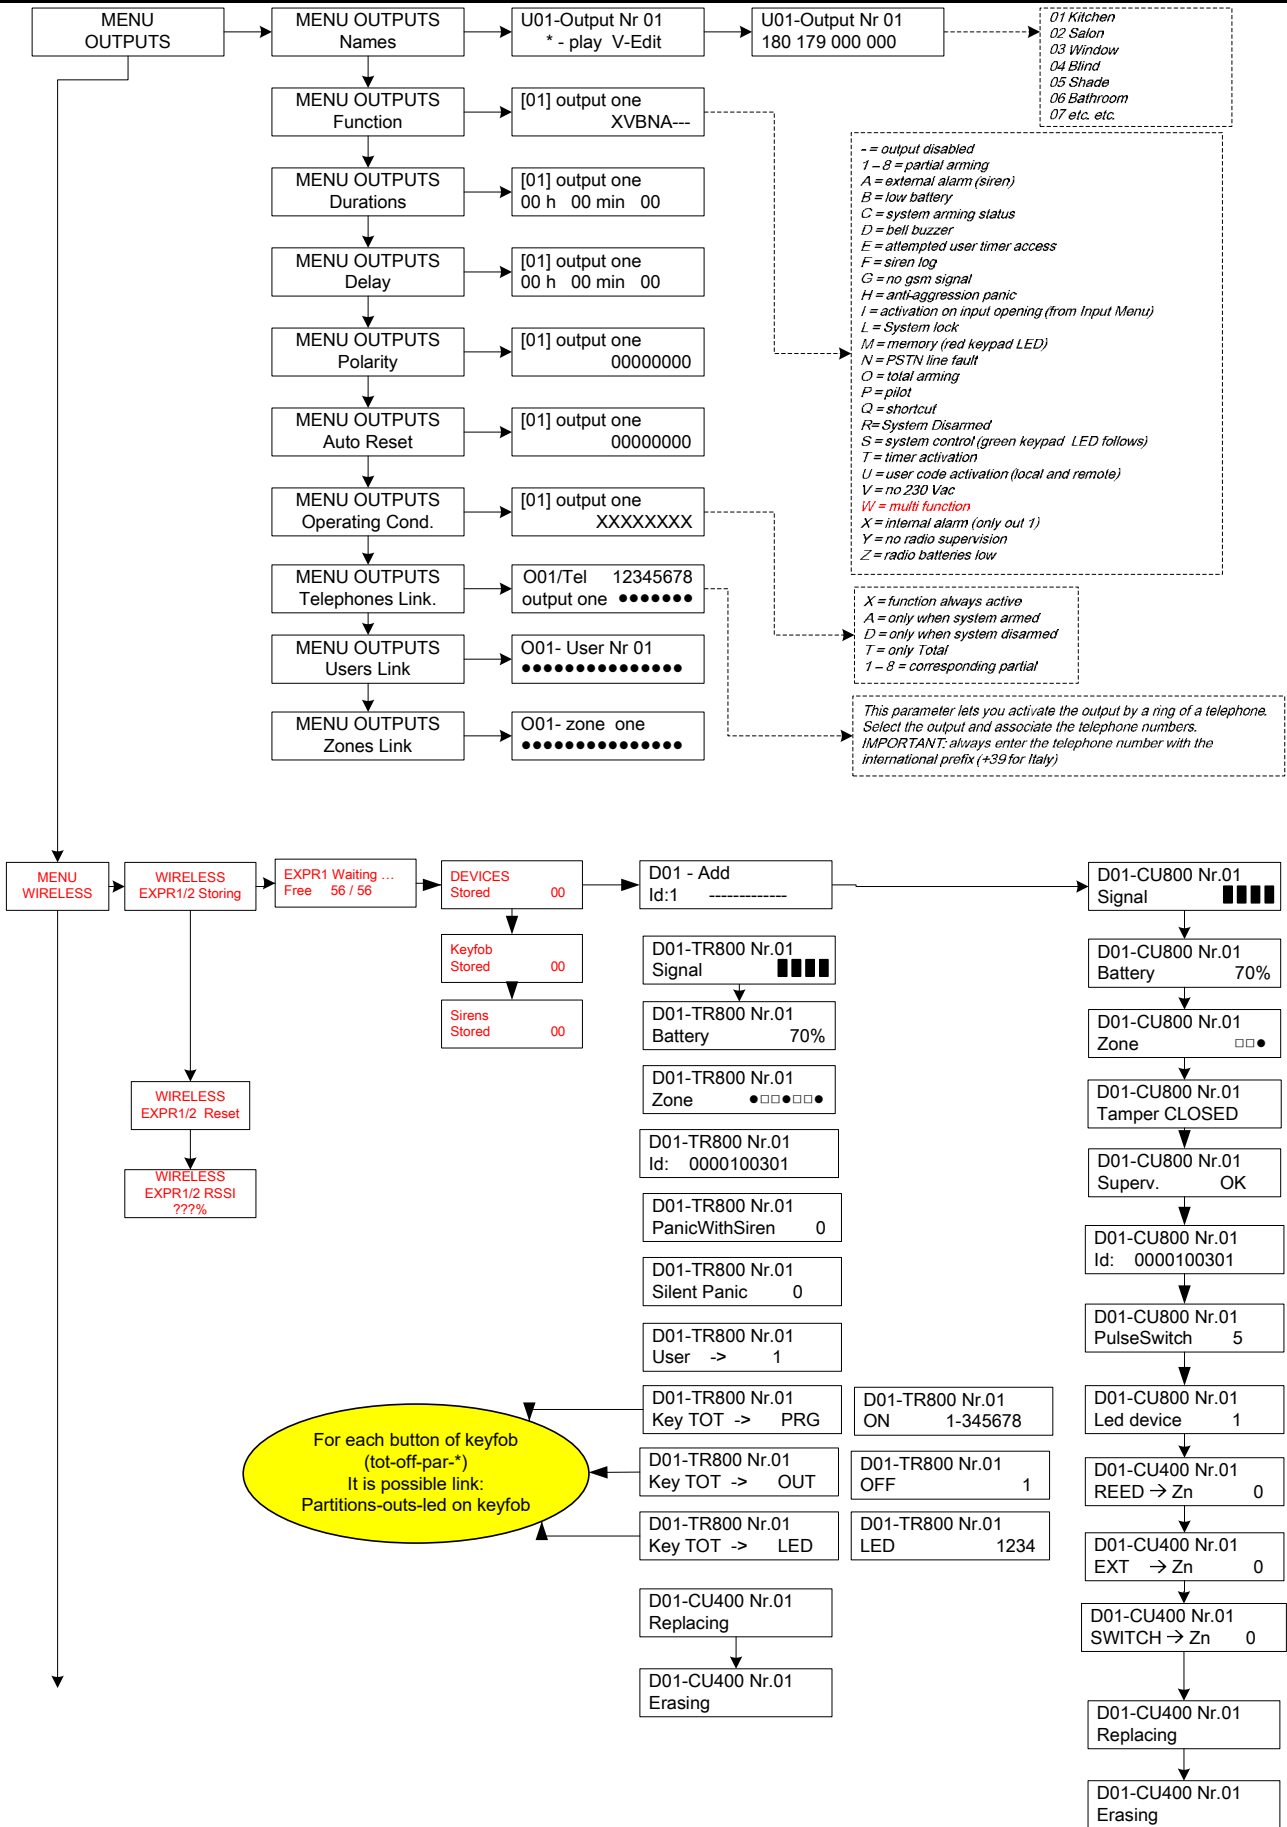 MENU
OUTPUTS
MENU OUTPUTS
Names
U01-Output Nr 01
* - play V-Edit
U01-Output Nr 01
180 179 000 000
01 Kitchen
02 Salon
03 Window
04 Blind
05 Shade
06 Bathroom
07 etc. etc.
MENU OUTPUTS
Function
[01] output one
XVBNA---
- = output disabled
1 – 8 = partial arming
A = external alarm (siren)
B = low battery
C = system arming status
D = bell buzzer
E = attempted user timer access
F = siren log
G = no gsm signal
H = anti-aggression panic
I = activation on input opening (from Input Menu)
L = System lock
M = memory (red keypad LED)
N = PSTN line fault
O = total arming
P = pilot
Q = shortcut
R= System Disarmed
S = system control (green keypad LED follows)
T = timer activation
U = user code activation (local and remote)
V = no 230 Vac
W = multi function
X = internal alarm (only out 1)
Y = no radio supervision
Z = radio batteries low
MENU OUTPUTS
Durations
[01] output one
00 h 00 min 00
MENU OUTPUTS
Delay
[01] output one
00 h 00 min 00
MENU OUTPUTS
Polarity
[01] output one
00000000
MENU OUTPUTS
Auto Reset
[01] output one
00000000
MENU OUTPUTS
Operating Cond.
[01] output one
XXXXXXXX
X = function always active
A = only when system armed
D = only when system disarmed
T = only Total
1 – 8 = corresponding partial
MENU OUTPUTS
Telephones Link.
O01/Tel 12345678
output one ●●●●●●●
This parameter lets you activate the output by a ring of a telephone.
Select the output and associate the telephone numbers.
IMPORTANT: always enter the telephone number with the
international prefix (+39 for Italy)
MENU OUTPUTS
Users Link
O01- User Nr 01
●●●●●●●●●●●●●●●
MENU OUTPUTS
Zones Link
O01- zone one
●●●●●●●●●●●●●●●
MENU
WIRELESS
WIRELESS
EXPR1/2 Storing
EXPR1 Waiting ...
Free 56 / 56
DEVICES
Stored 00
Keyfob
Stored 00
Sirens
Stored 00
WIRELESS
EXPR1/2 Reset
WIRELESS
EXPR1/2 RSSI
???%
D01 - Add
Id:1 -------------
D01-TR800 Nr.01
Signal
D01-TR800 Nr.01
Battery 70%
D01-TR800 Nr.01
Zone ●□□●□□●
D01-TR800 Nr.01
Id: 0000100301
D01-TR800 Nr.01
PanicWithSiren 0
D01-TR800 Nr.01
Silent Panic 0
D01-TR800 Nr.01
User -> 1
D01-TR800 Nr.01
Key TOT -> PRG
D01-TR800 Nr.01
ON 1-345678
D01-TR800 Nr.01
Key TOT -> OUT
D01-TR800 Nr.01
OFF 1
D01-TR800 Nr.01
Key TOT -> LED
D01-TR800 Nr.01
LED 1234
For each button of keyfob
(tot-off-par-*)
It is possible link:
Partitions-outs-led on keyfob
D01-CU400 Nr.01
Replacing
D01-CU400 Nr.01
Erasing
D01-CU800 Nr.01
Signal
D01-CU800 Nr.01
Battery 70%
D01-CU800 Nr.01
Zone □□●
D01-CU800 Nr.01
Tamper CLOSED
D01-CU800 Nr.01
Superv. OK
D01-CU800 Nr.01
Id: 0000100301
D01-CU800 Nr.01
PulseSwitch 5
D01-CU800 Nr.01
Led device 1
D01-CU400 Nr.01
REED → Zn 0
D01-CU400 Nr.01
EXT → Zn 0
D01-CU400 Nr.01
SWITCH → Zn 0
D01-CU400 Nr.01
Replacing
D01-CU400 Nr.01
Erasing